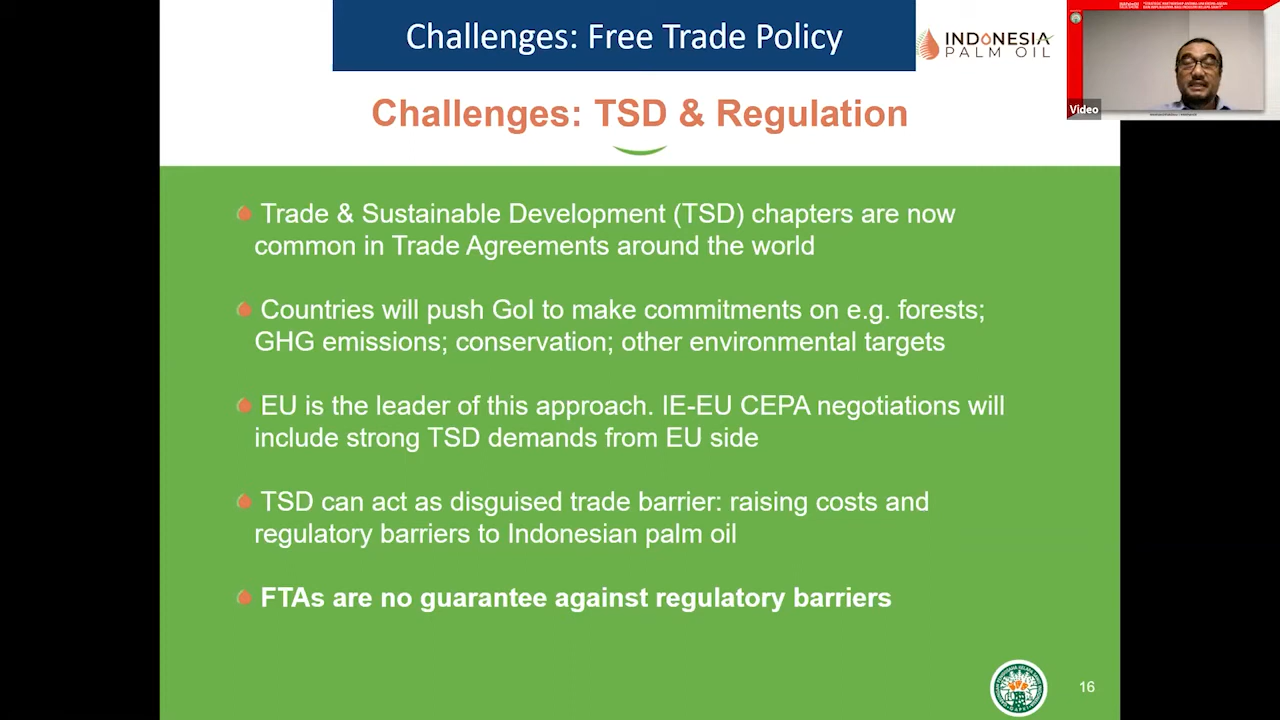 Challenges: Free Trade Policy
INDONESIA
PALM OIL
Video
Challenges: TSD & Regulation
Trade & Sustainable Development (TSD) chapters are now
common in Trade Agreements around the world
Countries will push GoI to make commitments on e.g. forests;
GHG emissions; conservation; other environmental targets
EU is the leader of this approach. IE-EU CEPA negotiations will
include strong TSD demands from EU side
TSD can act as disguised trade barrier: raising costs and
regulatory barriers to Indonesian palm oil
FTAs are no guarantee against regulatory barriers
16